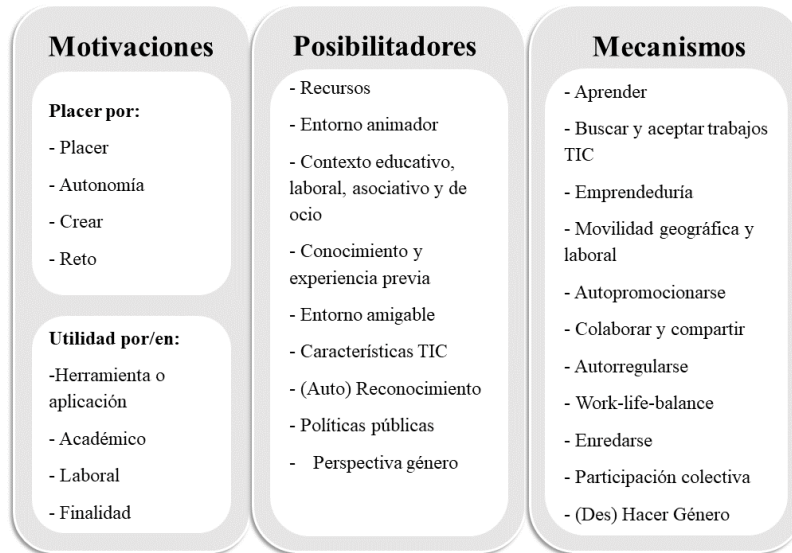 Motivaciones
Placer por:
- Placer
- Autonomía
- Crear
- Reto
Utilidad por/en:
-Herramienta o
aplicación
- Académico
- Laboral
- Finalidad
Posibilitadores
- Recursos
- Entorno animador
- Contexto educativo,
laboral, asociativo y de
ocio
- Conocimiento y
experiencia previa
- Entorno amigable
- Características TIC
- (Auto) Reconocimiento
- Políticas públicas
- Perspectiva género
Mecanismos
- Aprender
- Buscar y aceptar trabajos
TIC
- Emprendeduría
- Movilidad geográfica y
laboral
- Autopromocionarse
- Colaborar y compartir
- Autorregularse
- Work-life-balance
- Enredarse
- Participación colectiva
- (Des) Hacer Género